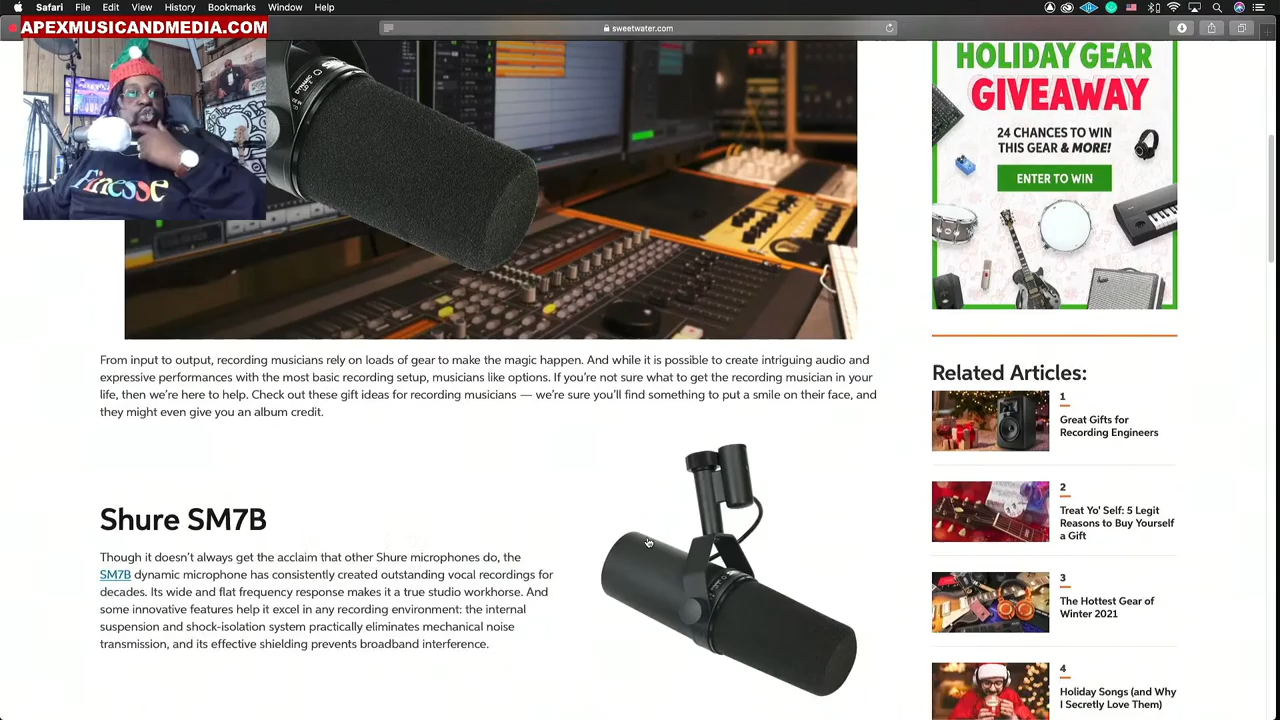 Safari File Edit View History Bookmarks Window Help
APEXMUSICANDMEDIA.COM
sweetwater.com
finesse
HOLIDAY GEAR
GIVEAWAY
24 CHANCES TO WIN
THIS GEAR & MORE!
ENTER TO WIN
From input to output, recording musicians rely on loads of gear to make the magic happen. And while it is possible to create intriguing audio and
expressive performances with the most basic recording setup, musicians like options. If you're not sure what to get the recording musician in your
life, then we're here to help. Check out these gift ideas for recording musicians — we're sure you'll find something to put a smile on their face, and
they might even give you an album credit.
Shure SM7B
Though it doesn't always get the acclaim that other Shure microphones do, the
SM7B dynamic microphone has consistently created outstanding vocal recordings for
decades. Its wide and flat frequency response makes it a true studio workhorse. And
some innovative features help it excel in any recording environment: the internal
suspension and shock-isolation system practically eliminates mechanical noise
transmission, and its effective shielding prevents broadband interference.
Related Articles:
1
Great Gifts for
Recording Engineers
2
Treat Yo' Self: 5 Legit
Reasons to Buy Yourself
a Gift
3
The Hottest Gear of
Winter 2021
4
Holiday Songs (and Why
I Secretly Love Them)